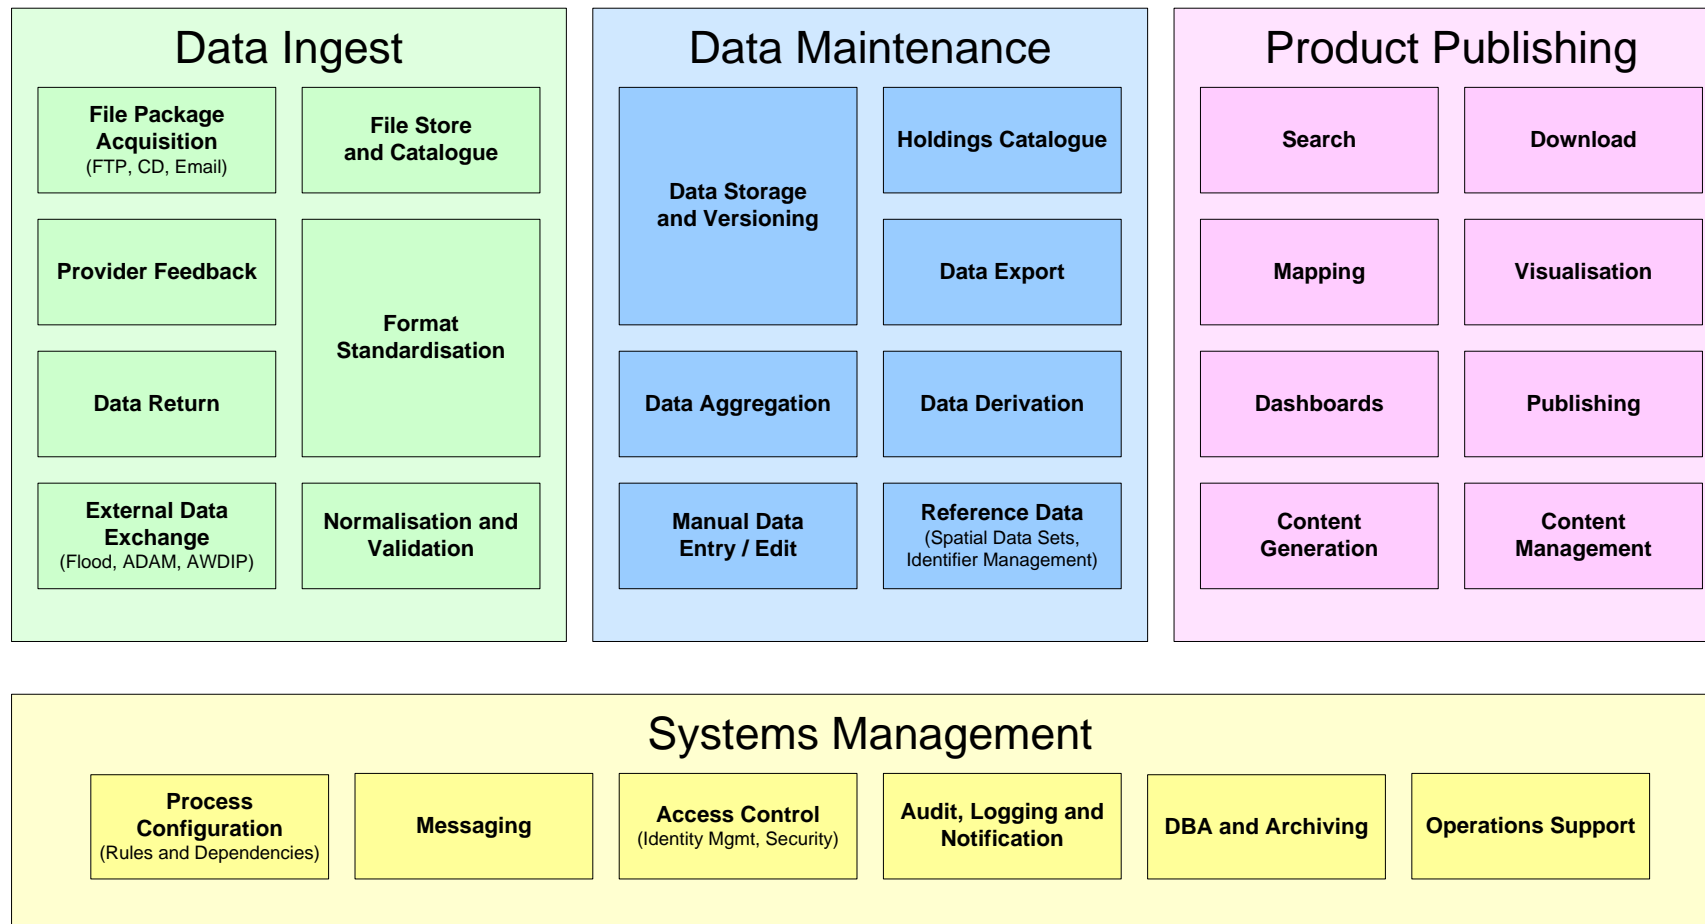 Data Ingest
File Package
Acquisition
(FTP, CD, Email)
File Store
and Catalogue
Provider Feedback
Format
Standardisation
Data Return
External Data
Exchange
(Flood, ADAM, AWDIP)
Normalisation and
Validation
Data Maintenance
Data Storage
and Versioning
Holdings Catalogue
Data Export
Data Aggregation
Data Derivation
Manual Data
Entry / Edit
Reference Data
(Spatial Data Sets,
Identifier Management)
Product Publishing
Search
Download
Mapping
Visualisation
Dashboards
Publishing
Content
Generation
Content
Management
Systems Management
Process
Configuration
(Rules and Dependencies)
Messaging
Access Control
(Identity Mgmt, Security)
Audit, Logging and
Notification
DBA and Archiving
Operations Support